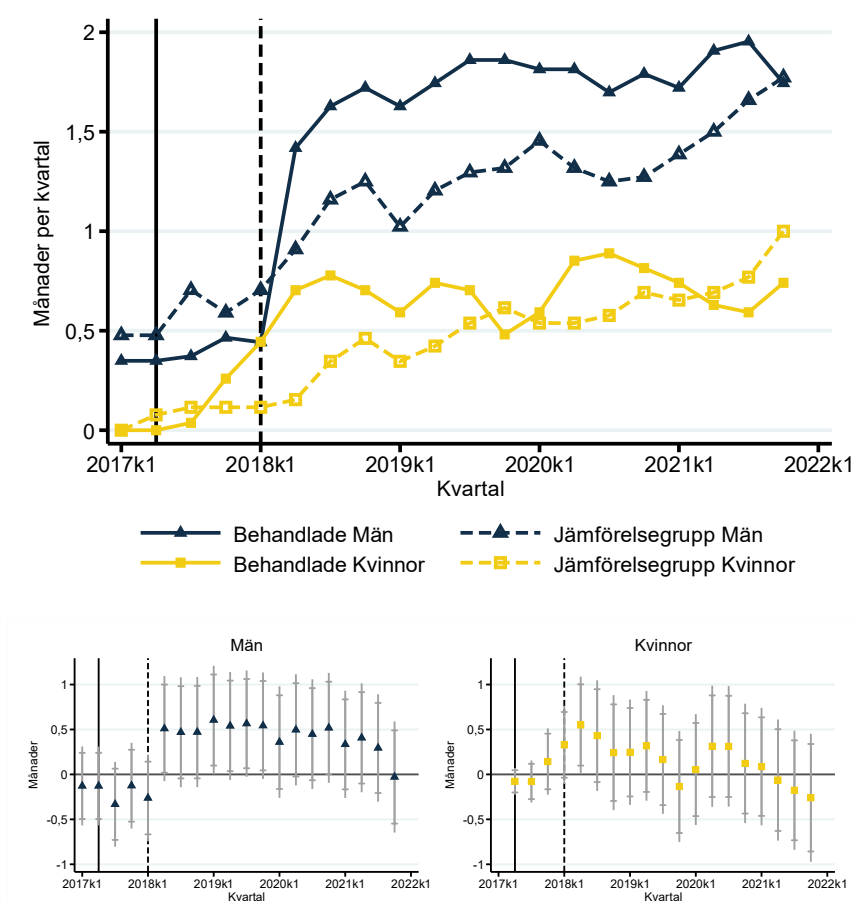 Månader per kvartal
2
1,5
1
0,5
0
2017k1 2018k1 2019k1 2020k1 2021k1 2022k1
Kvartal
Behandlade Män Jämförelsegrupp Män
Behandlade Kvinnor Jämförelsegrupp Kvinnor
Män
Månader
1
0,5
0
-0,5
-1
2017k1 2018k1 2019k1 2020k1 2021k1 2022k1
Kvartal
Kvinnor
Månader
1
0,5
0
-0,5
-1
2017k1 2018k1 2019k1 2020k1 2021k1 2022k1
Kvartal